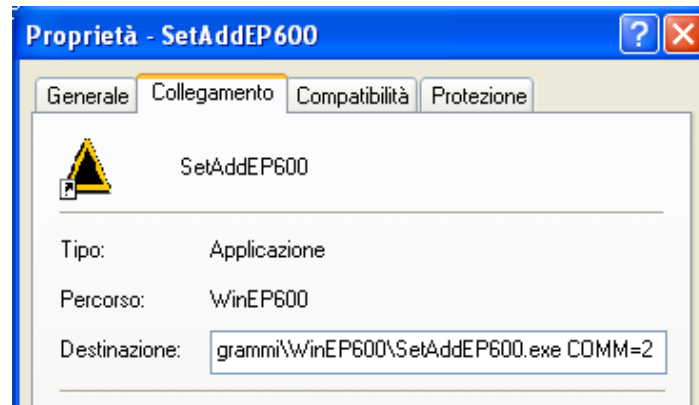 Proprietà - SetAddEP600
Generale Collegamento Compatibilità Protezione
SetAddEP600
Tipo: Applicazione
Percorso: WinEP600
Destinazione: grammi\WinEP600\SetAddEP600.exe COMM=2